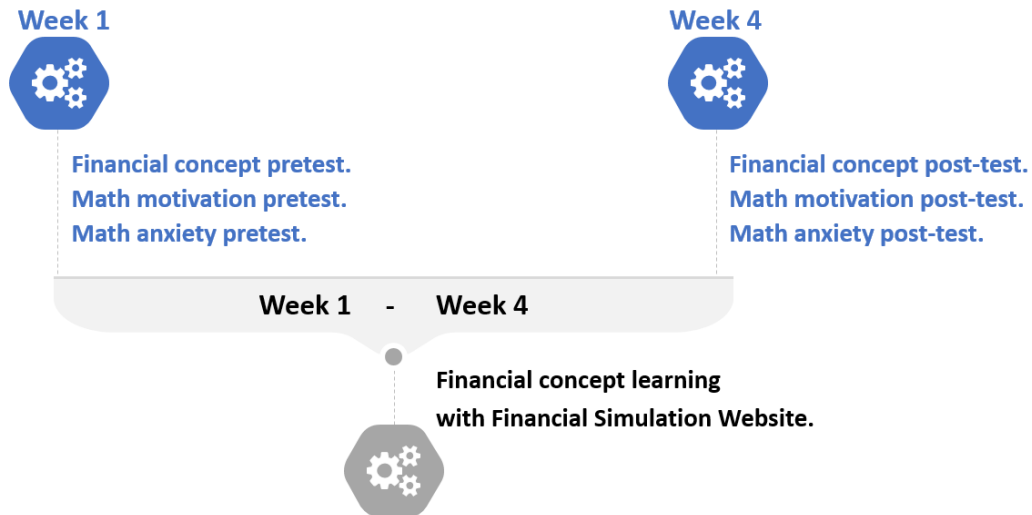 Week 1
Week 4
Financial concept pretest.
Math motivation pretest.
Math anxiety pretest.
Financial concept post-test.
Math motivation post-test.
Math anxiety post-test.
Week 1 - Week 4
Financial concept learning
with Financial Simulation Website.